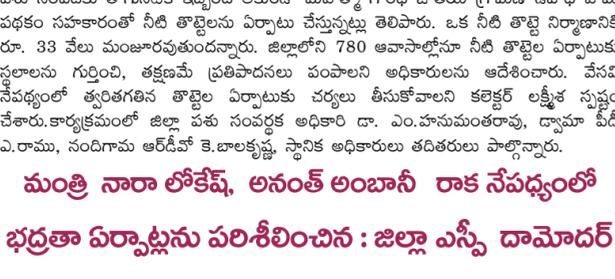 పథకం సహకారంతో నీటి తొట్టెలను ఏర్పాటు చేస్తున్నట్లు తెలిపారు. ఒక నీటి తొట్టె నిర్మాణానికి
రూ. 33 వేలు మంజూరవుతుందన్నారు. జిల్లాలోని 780 ఆవాసాల్లోనూ నీటి తొట్టెల ఏర్పాటుకు
స్థలాలను గుర్తించి, తక్షణమే ప్రతిపాదనలు పంపాలని అధికారులను ఆదేశించారు. వేసవి
నేపథ్యంలో త్వరితగతిన తొట్టెల ఏర్పాటుకు చర్యలు తీసుకోవాలని కలెక్టర్ లక్ష్మీశ స్పష్టం
చేశారు.కార్యక్రమంలో జిల్లా పశు సంవర్థక అధికారి డా. ఎం.హనుమంతరావు, డ్వామా పీడీ
ఎ.రాము, నందిగామ ఆర్‌డీవో కె.బాలకృష్ణ, స్థానిక అధికారులు తదితరులు పాల్గొన్నారు.
మంత్రి నారా లోకేష్, అనంత్ అంబానీ రాక నేపధ్యంలో
భద్రతా ఏర్పాట్లను పరిశీలించిన : జిల్లా ఎస్పీ దామోదర్